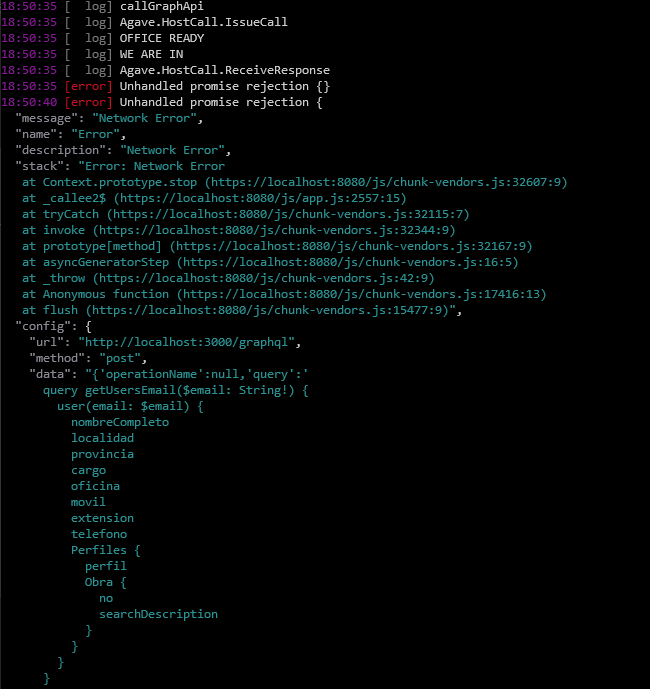 18:50:35 [  log] callGraphApi
18:50:35 [  log] Agave.HostCall.IssueCall
18:50:35 [  log] OFFICE READY
18:50:35 [  log] WE ARE IN
18:50:35 [  log] Agave.HostCall.ReceiveResponse
18:50:35 [error] Unhandled promise rejection {}
18:50:40 [error] Unhandled promise rejection {
  "message": "Network Error",
  "name": "Error",
  "description": "Network Error",
  "stack": "Error: Network Error
   at Context.prototype.stop (https://localhost:8080/js/chunk-vendors.js:32607:9)
   at _callee2$ (https://localhost:8080/js/app.js:2557:15)
   at tryCatch (https://localhost:8080/js/chunk-vendors.js:32115:7)
   at invoke (https://localhost:8080/js/chunk-vendors.js:32344:9)
   at prototype[method] (https://localhost:8080/js/chunk-vendors.js:32167:9)
   at asyncGeneratorStep (https://localhost:8080/js/chunk-vendors.js:16:5)
   at _throw (https://localhost:8080/js/chunk-vendors.js:42:9)
   at Anonymous function (https://localhost:8080/js/chunk-vendors.js:17416:13)
   at flush (https://localhost:8080/js/chunk-vendors.js:15477:9)",
  "config": {
    "url": "http://localhost:3000/graphql",
    "method": "post",
    "data": "{'operationName':null,'query':'
      query getUsersEmail($email: String!) {
        user(email: $email) {
          nombreCompleto
          localidad
          provincia
          cargo
          oficina
          movil
          extension
          telefono
          Perfiles {
            perfil
            Obra {
              no
              searchDescription
            }
          }
        }
      }